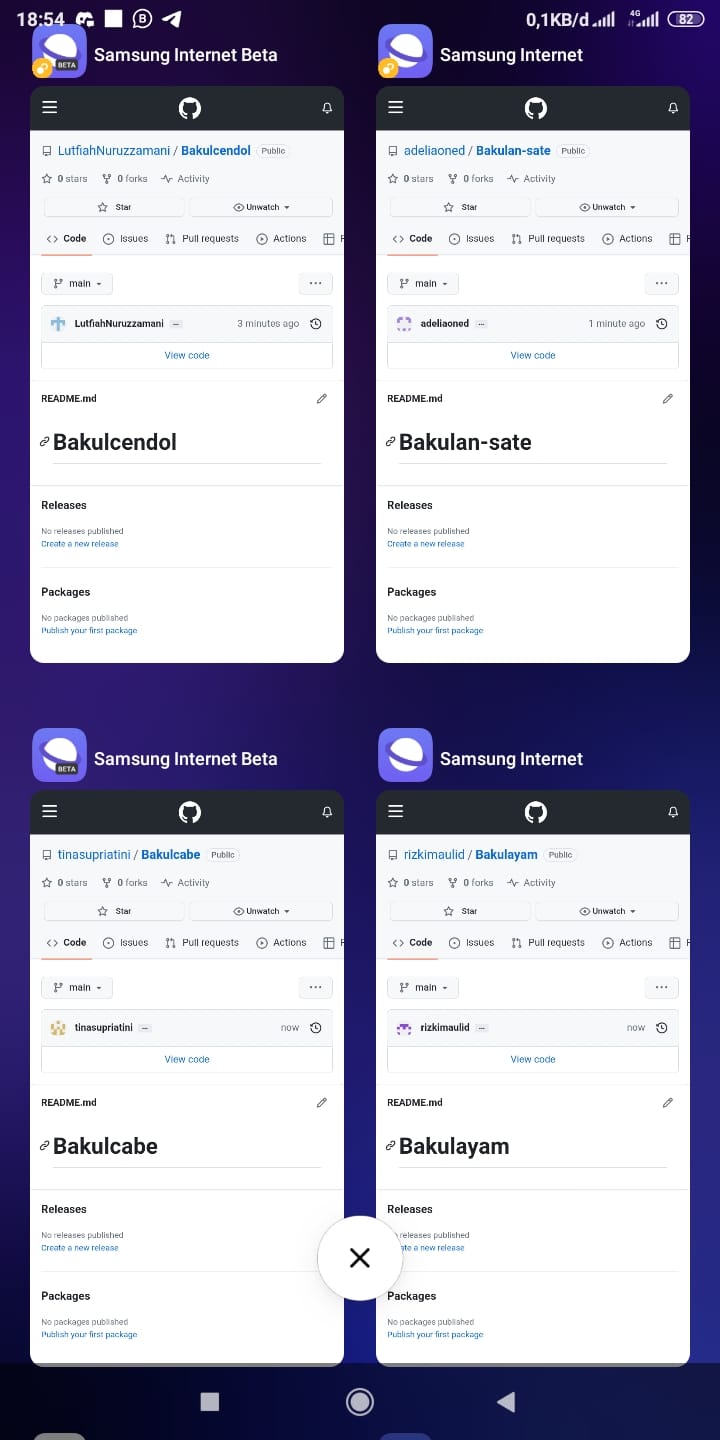 18:54 0,1KB/d 4G 82
Samsung Internet Beta
BETA
LutfiahNuruzzamani / Bakulcendol Public
0 stars 0 forks Activity
Star Unwatch
Code Issues Pull requests Actions
main
LutfiahNuruzzamani 3 minutes ago
View code
README.md
Bakulcendol
Releases
No releases published
Create a new release
Packages
No packages published
Publish your first package
Samsung Internet
adeliaoned / Bakulan-sate Public
0 stars 0 forks Activity
Star Unwatch
Code Issues Pull requests Actions
main
adeliaoned 1 minute ago
View code
README.md
Bakulan-sate
Releases
No releases published
Create a new release
Packages
No packages published
Publish your first package
Samsung Internet Beta
BETA
tinasupriatini / Bakulcabe Public
0 stars 0 forks Activity
Star Unwatch
Code Issues Pull requests Actions
main
tinasupriatini now
View code
README.md
Bakulcabe
Releases
No releases published
Create a new release
Packages
No packages published
Publish your first package
Samsung Internet
rizkimaulid / Bakulayam Public
0 stars 0 forks Activity
Star Unwatch
Code Issues Pull requests Actions
main
rizkimaulid now
View code
README.md
Bakulayam
Releases
releases published
a new release
Packages
No packages published
Publish your first package